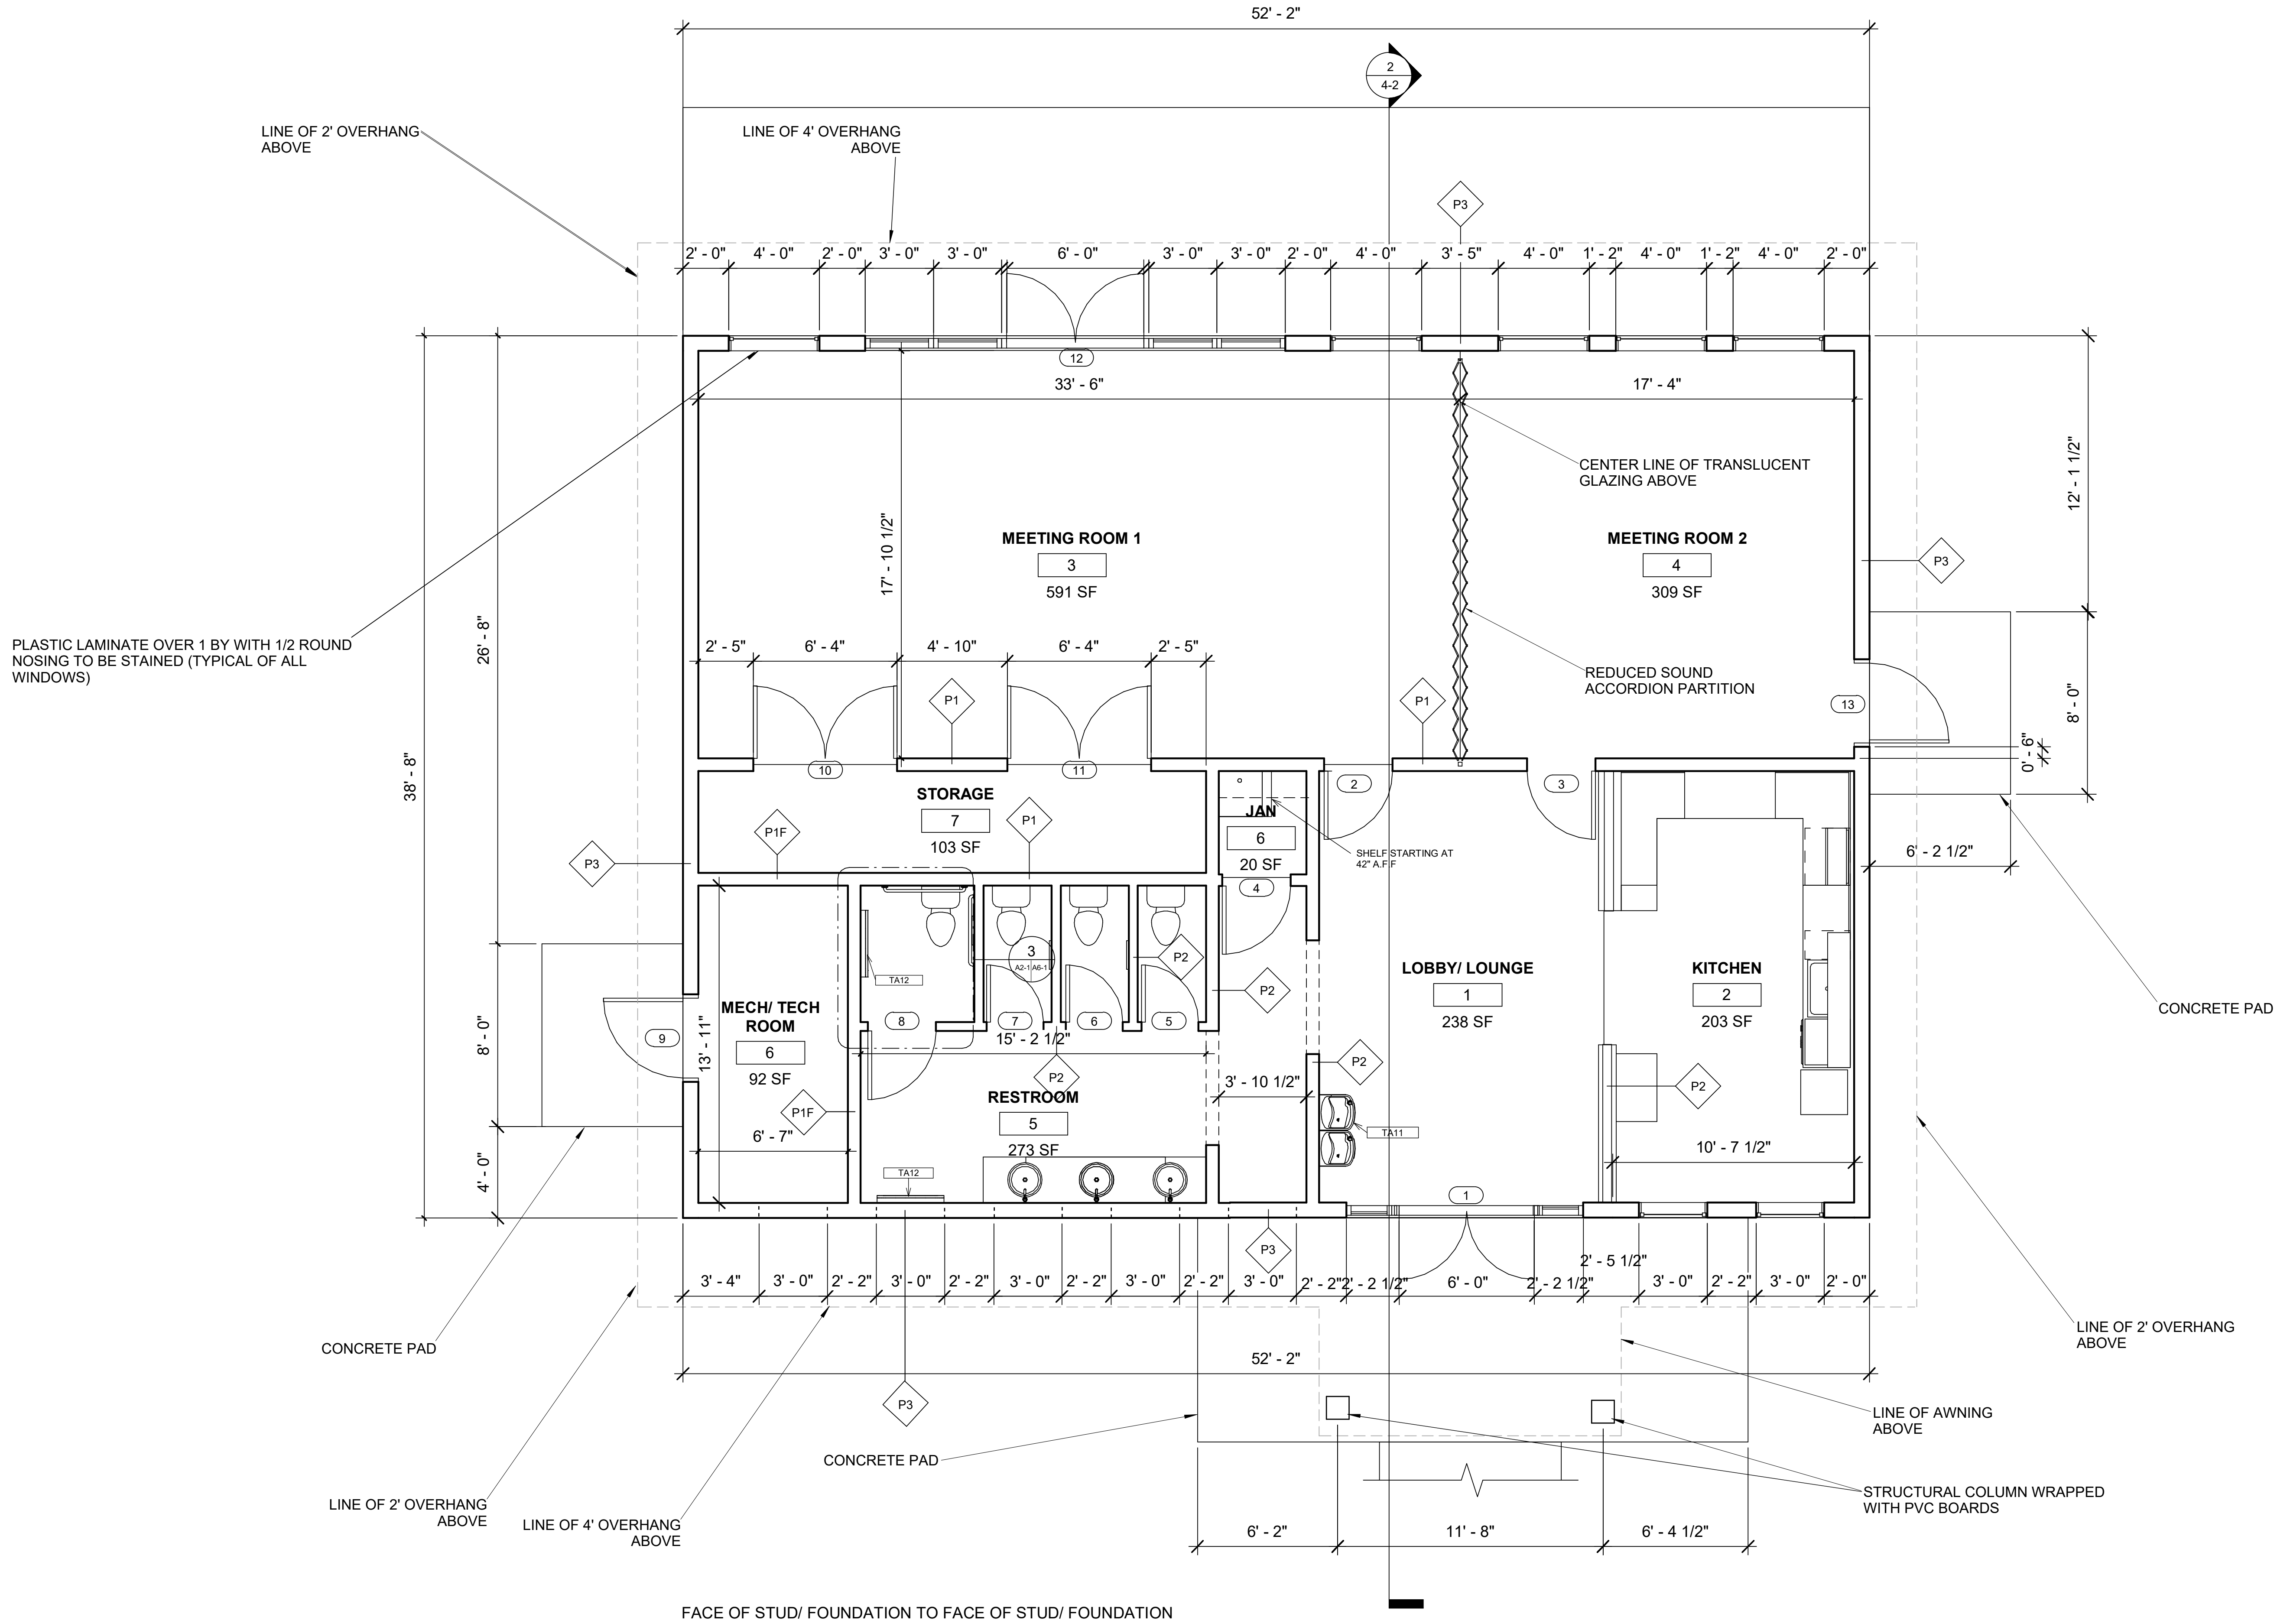 52' - 2"
2
4-2
LINE OF 2' OVERHANG
ABOVE
LINE OF 4' OVERHANG
ABOVE
P3
2' - 0"
4' - 0"
2' - 0"
3' - 0"
3' - 0"
6' - 0"
3' - 0"
3' - 0"
2' - 0"
4' - 0"
3' - 5"
4' - 0"
1' - 2"
4' - 0"
1' - 2"
4' - 0"
2' - 0"
12
33' - 6"
17' - 4"
CENTER LINE OF TRANSLUCENT
GLAZING ABOVE
12' - 1 1/2"
17' - 10 1/2"
MEETING ROOM 1
3
591 SF
MEETING ROOM 2
4
309 SF
P3
PLASTIC LAMINATE OVER 1 BY WITH 1/2 ROUND
NOSING TO BE STAINED (TYPICAL OF ALL
WINDOWS)
26' - 8"
38' - 8"
2' - 5"
6' - 4"
4' - 10"
6' - 4"
2' - 5"
P1
P1
REDUCED SOUND
ACCORDION PARTITION
13
8' - 0"
0' - 6"
10
11
2
3
STORAGE
7
103 SF
P1F
P1
JAN
6
20 SF
SHELF STARTING AT
42" A.F.F
P3
6' - 2 1/2"
4
3
A2-1
A6-1
TA12
P2
P2
LOBBY/ LOUNGE
1
238 SF
KITCHEN
2
203 SF
CONCRETE PAD
MECH/ TECH
ROOM
6
92 SF
13' - 11"
8
7
6
5
9
8' - 0"
15' - 2 1/2"
P2
P2
3' - 10 1/2"
P2
RESTROOM
5
273 SF
P1F
6' - 7"
TA11
10' - 7 1/2"
TA12
4' - 0"
1
P3
3' - 4"
3' - 0"
2' - 2"
3' - 0"
2' - 2"
3' - 0"
2' - 2"
3' - 0"
2' - 2"
3' - 0"
2' - 2"
2' - 2 1/2"
6' - 0"
2' - 2 1/2"
2' - 5 1/2"
3' - 0"
2' - 2"
3' - 0"
2' - 0"
CONCRETE PAD
LINE OF 2' OVERHANG
ABOVE
52' - 2"
P3
LINE OF AWNING
ABOVE
CONCRETE PAD
STRUCTURAL COLUMN WRAPPED
WITH PVC BOARDS
LINE OF 2' OVERHANG
ABOVE
LINE OF 4' OVERHANG
ABOVE
6' - 2"
11' - 8"
6' - 4 1/2"
FACE OF STUD/ FOUNDATION TO FACE OF STUD/ FOUNDATION